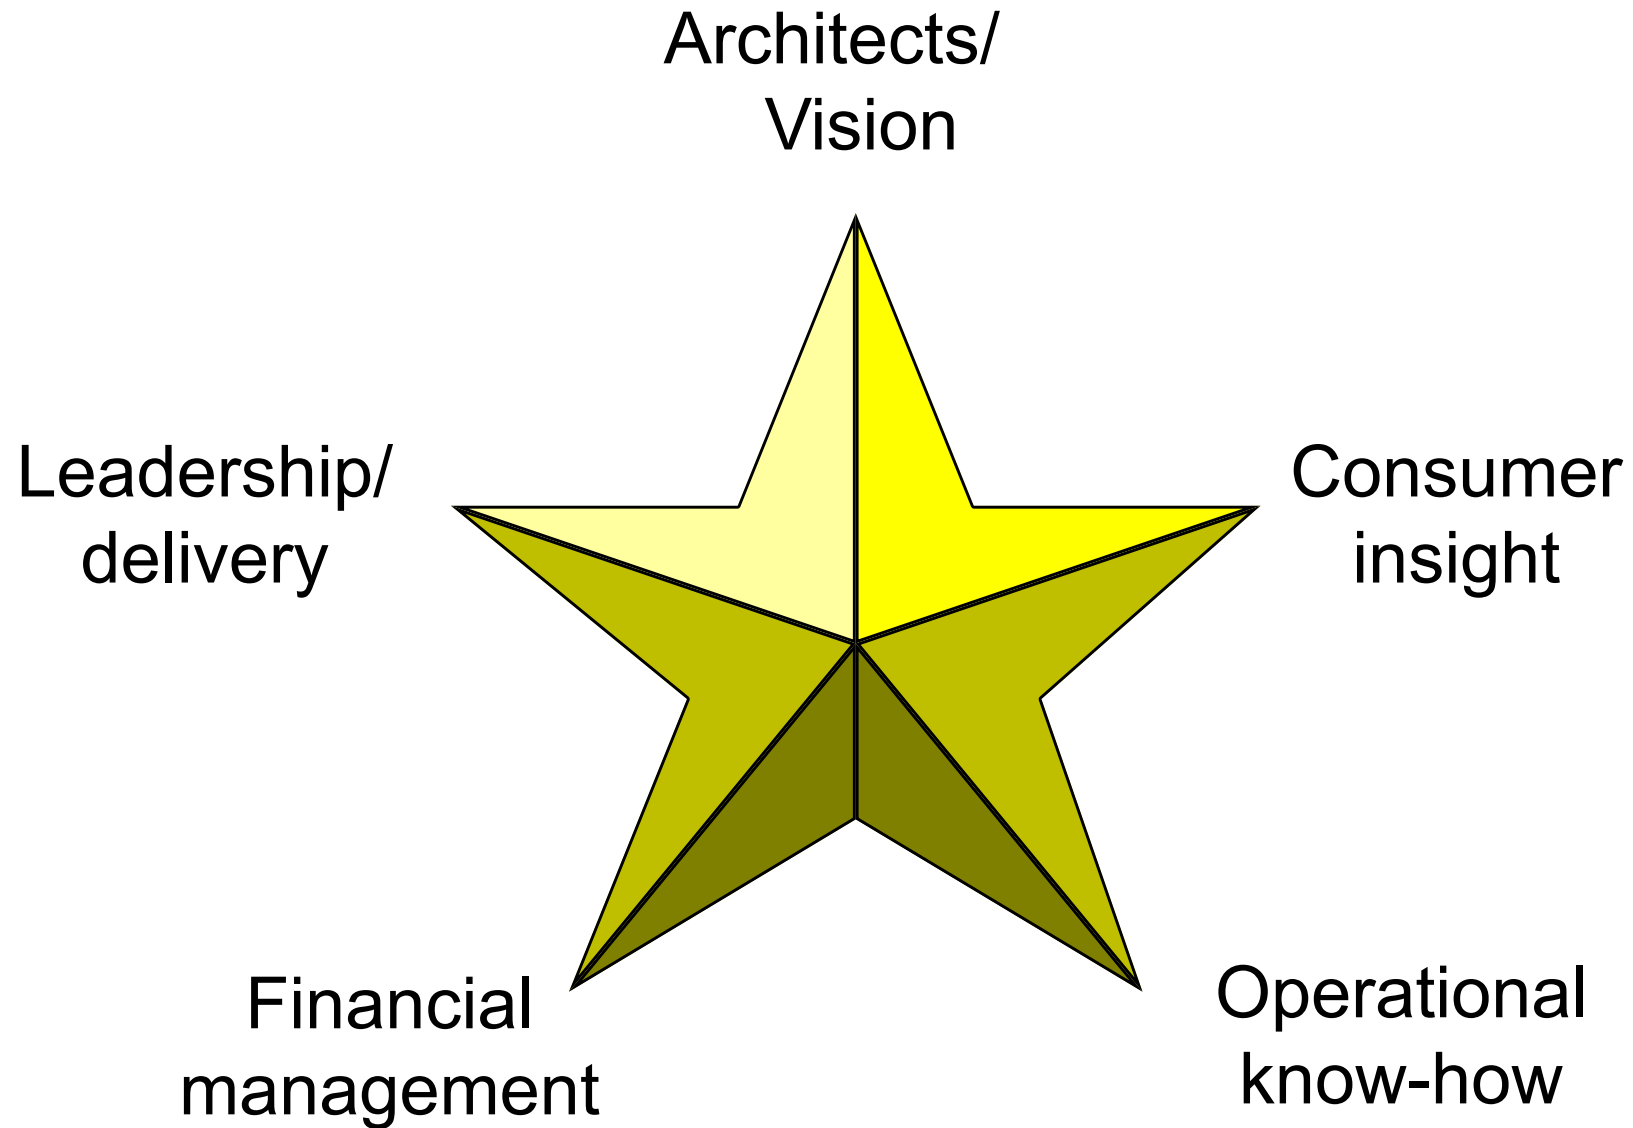 Architects/
Vision
Leadership/
delivery
Consumer
insight
Financial
management
Operational
know-how